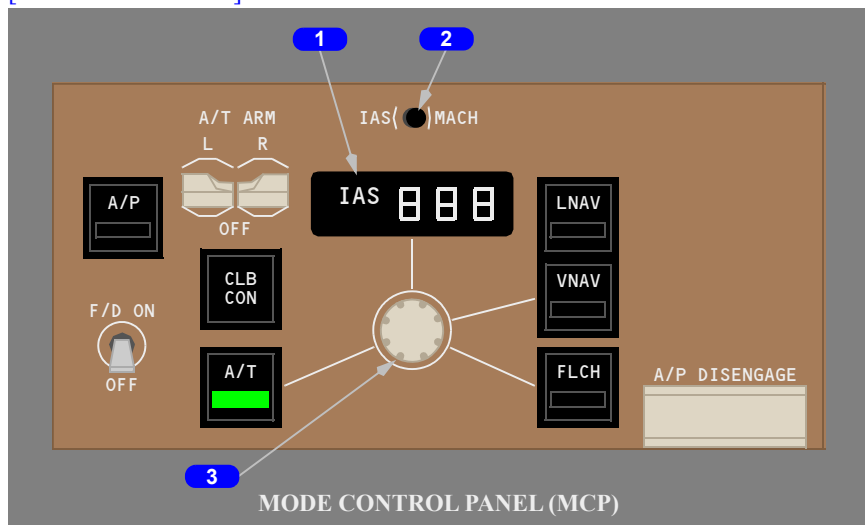 1
2
A/T ARM
L R
IAS MACH
IAS 888
A/P
OFF
LNAV
CLB
CON
VNAV
F/D ON
OFF
A/T
FLCH
A/P DISENGAGE
3
MODE CONTROL PANEL (MCP)